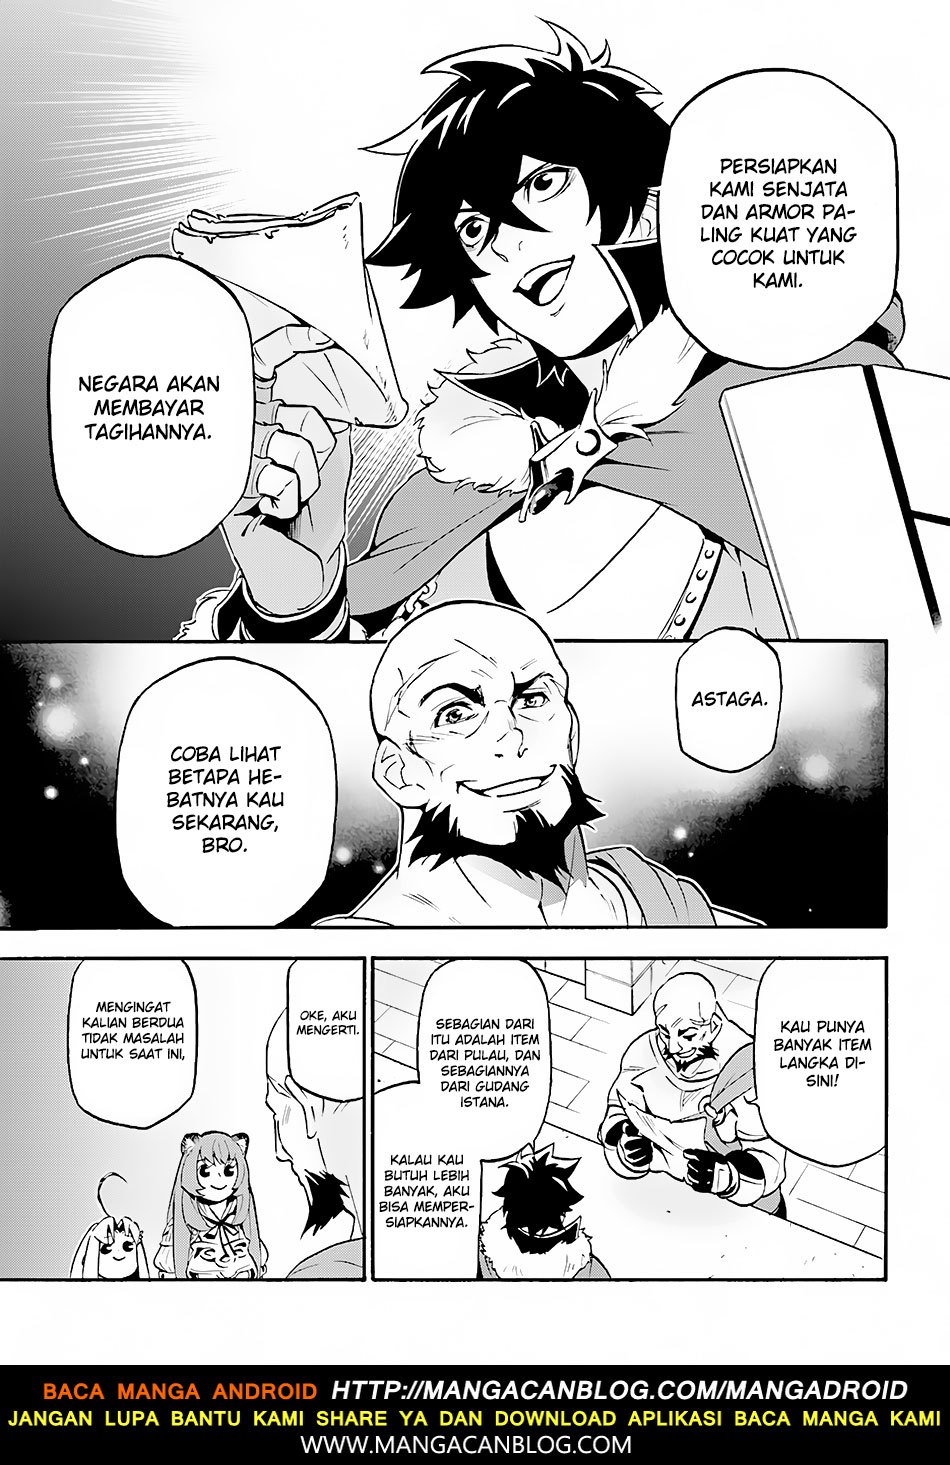 PERSIAPKAN
KAMI SENJATA
DAN ARMOR PA-
LING KUAT YANG
COCOK UNTUK
KAMI.
NEGARA AKAN
MEMBAYAR
TAGIHANNYA.
ASTAGA.
COBA LIHAT
BETAPA HE-
BATNYA KAU
SEKARANG,
BRO.
KAU PUNYA
BANYAK ITEM
LANGKA DI-
SINI!
SEBAGIAN DARI
ITU ADALAH ITEM
DARI PULAU, DAN
SEBAGIANNYA
DARI GUDANG
ISTANA.
KALAU KAU
BUTUH LEBIH
BANYAK, AKU
BISA MEMPER-
SIAPKANNYA.
OKE, AKU
MENGERTI.
MENGINGAT
KALIAN BERDUA
TIDAK MASALAH
UNTUK SAAT INI,
BACA MANGA ANDROID HTTP://MANGACANBLOG.COM/MANGADROID
JANGAN LUPA BANTU KAMI SHARE YA DAN DOWNLOAD APLIKASI BACA MANGA KAMI
WWW.MANGACANBLOG.COM